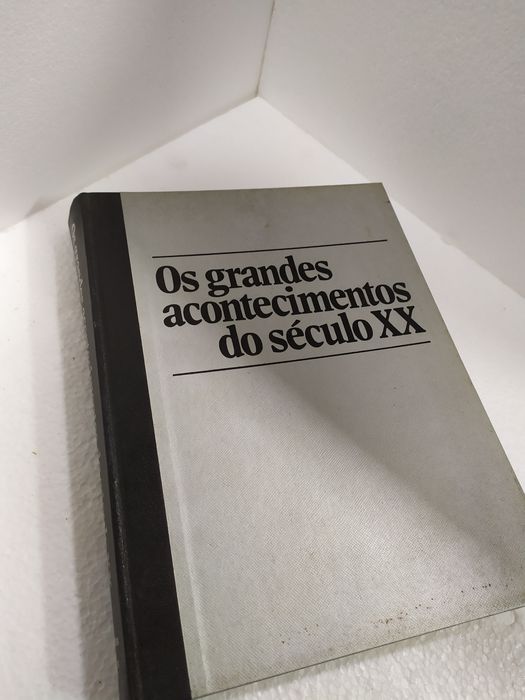 Os grandes
acontecimentos
do século XX